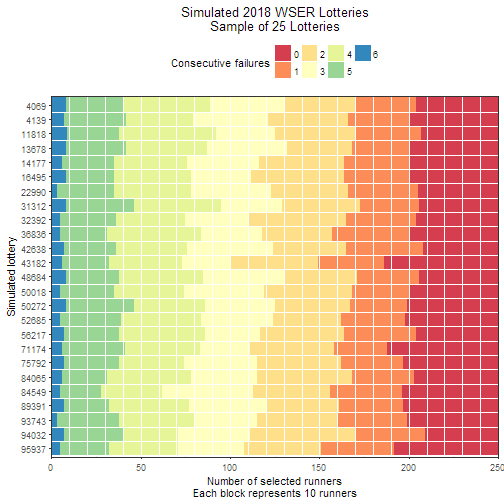 Simulated 2018 WSER Lotteries
Sample of 25 Lotteries
Consecutive failures
0 2 4 6
1 3 5
4069
4139
11818
13678
14177
16495
22990
31312
32392
36836
42638
43182
48684
50018
50272
52685
56217
71174
75792
84065
84549
89391
93743
94032
95937
Simulated lottery
0 50 100 150 200 250
Number of selected runners
Each block represents 10 runners